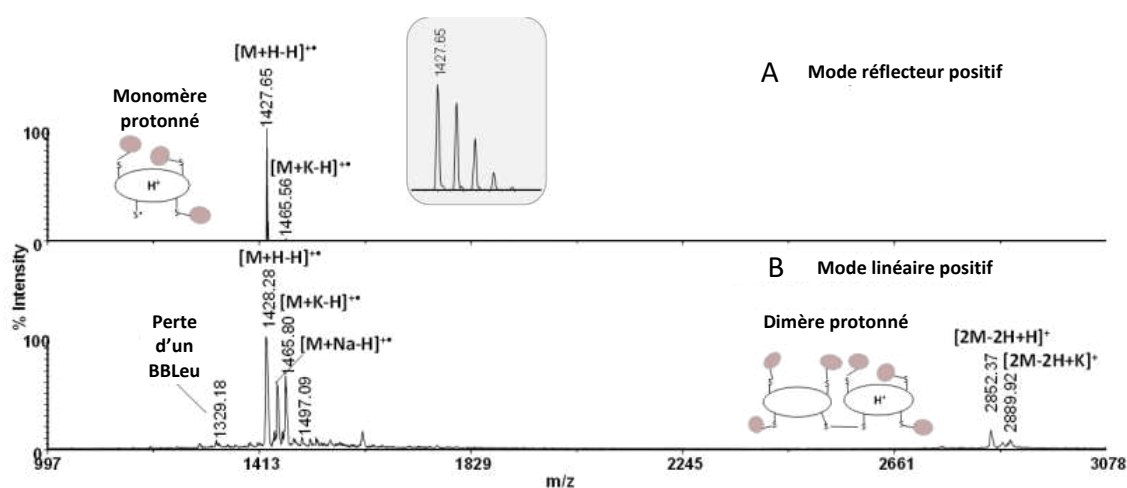 [M+H-H]⁺•
1427.65
Monomère
protonné
100
S
S
H⁺
S•
S
S
[M+K-H]⁺•
1465.56
0
1427.65
A Mode réflecteur positif
% Intensity
[M+H-H]⁺•
1428.28
[M+K-H]⁺•
1465.80
[M+Na-H]⁺•
1497.09
Perte
d'un
BBLeu
1329.18
100
0
B Mode linéaire positif
Dimère protonné
S
S
S
S
H⁺
S
S
S
S
[2M-2H+H]⁺
2852.37
[2M-2H+K]⁺
2889.92
997 1413 1829 2245 2661 3078
m/z